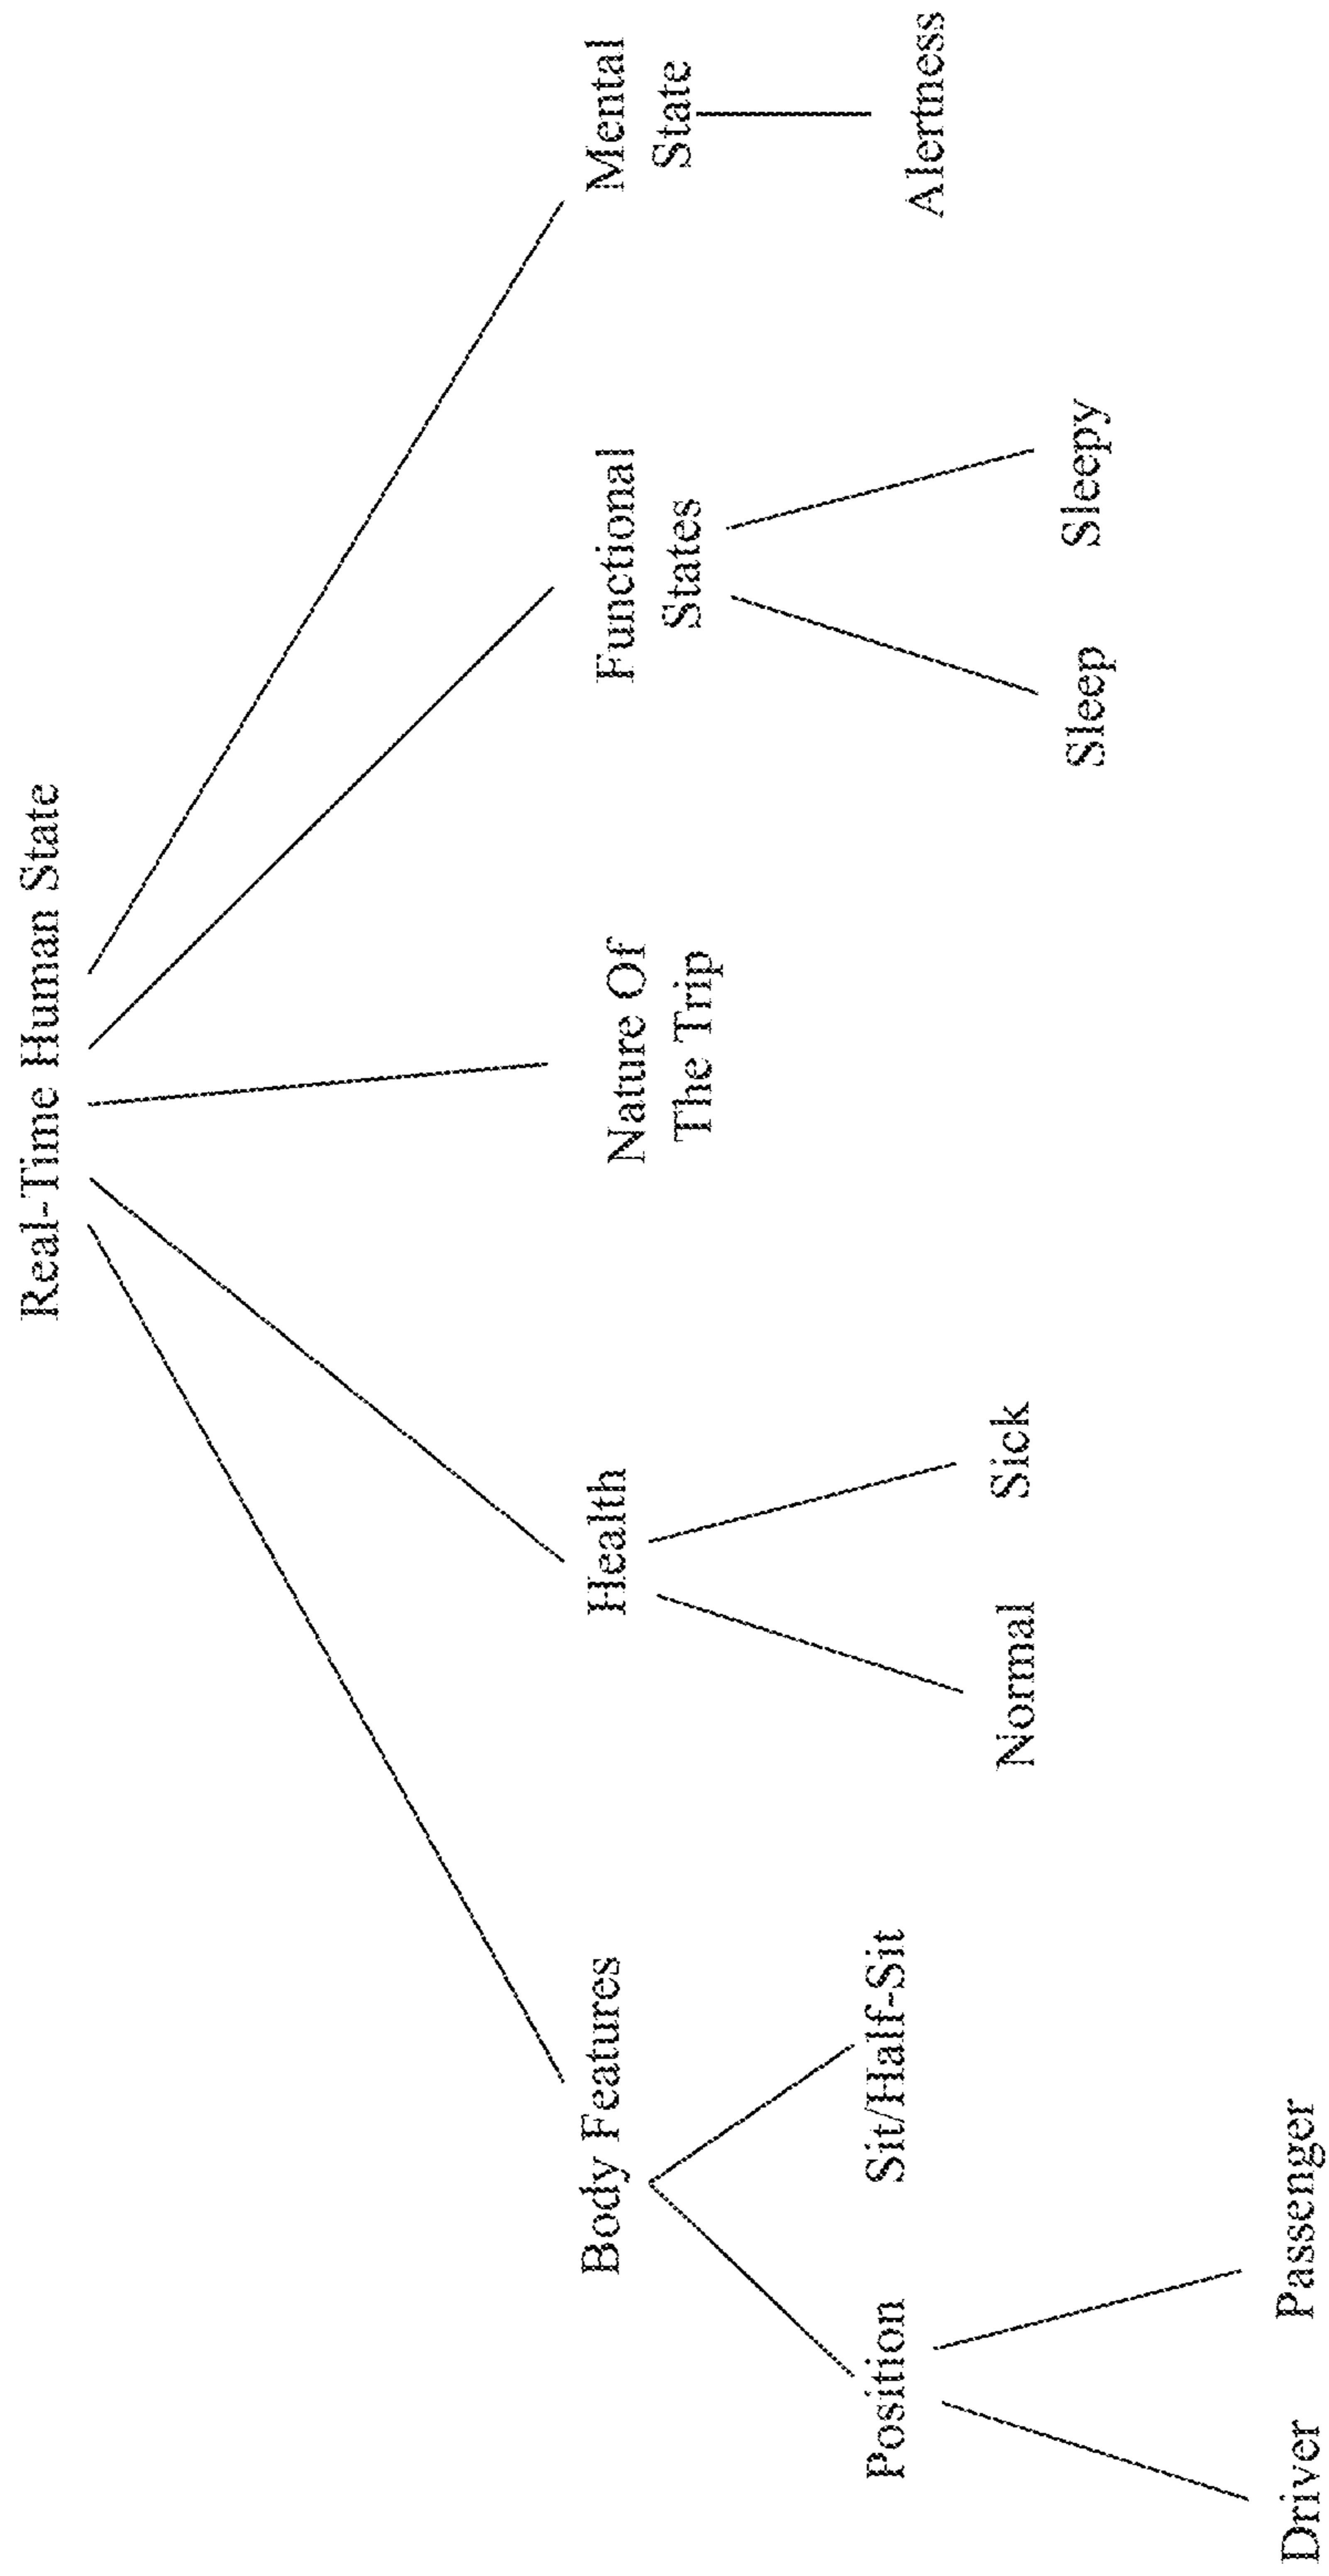 Real-Time Human State
Body Features
Health
Nature Of
The Trip
Functional
States
Mental
State
Position
Sit/Half-Sit
Normal
Sick
Sleep
Sleepy
Alertness
Driver
Passenger